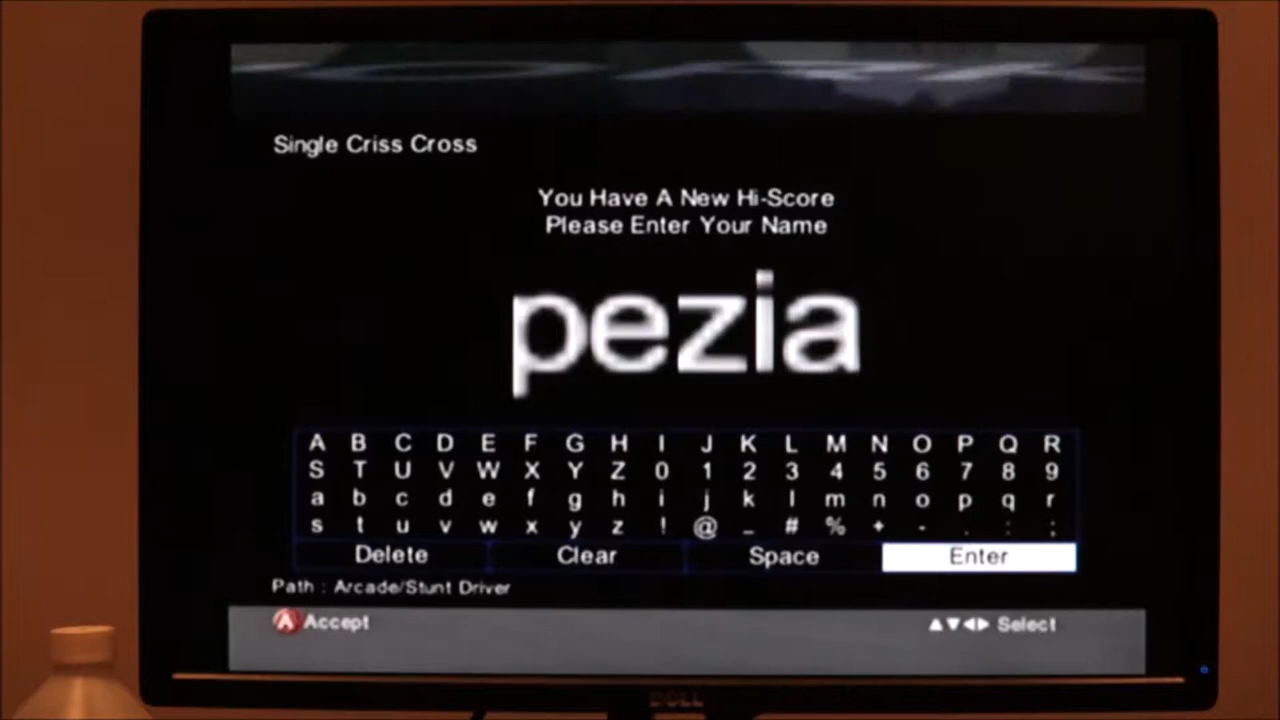 Single Criss Cross
You Have A New Hi-Score
Please Enter Your Name
pezia
A B C D E F G H I J K L M N O P Q R
S T U V W X Y Z 0 1 2 3 4 5 6 7 8 9
a b c d e f g h i j k l m n o p q r
s t u v w x y z ! @ _ # % + - . : ;
Delete Clear Space Enter
Path : Arcade/Stunt Driver
A Accept ▲▼◀▶ Select
DELL